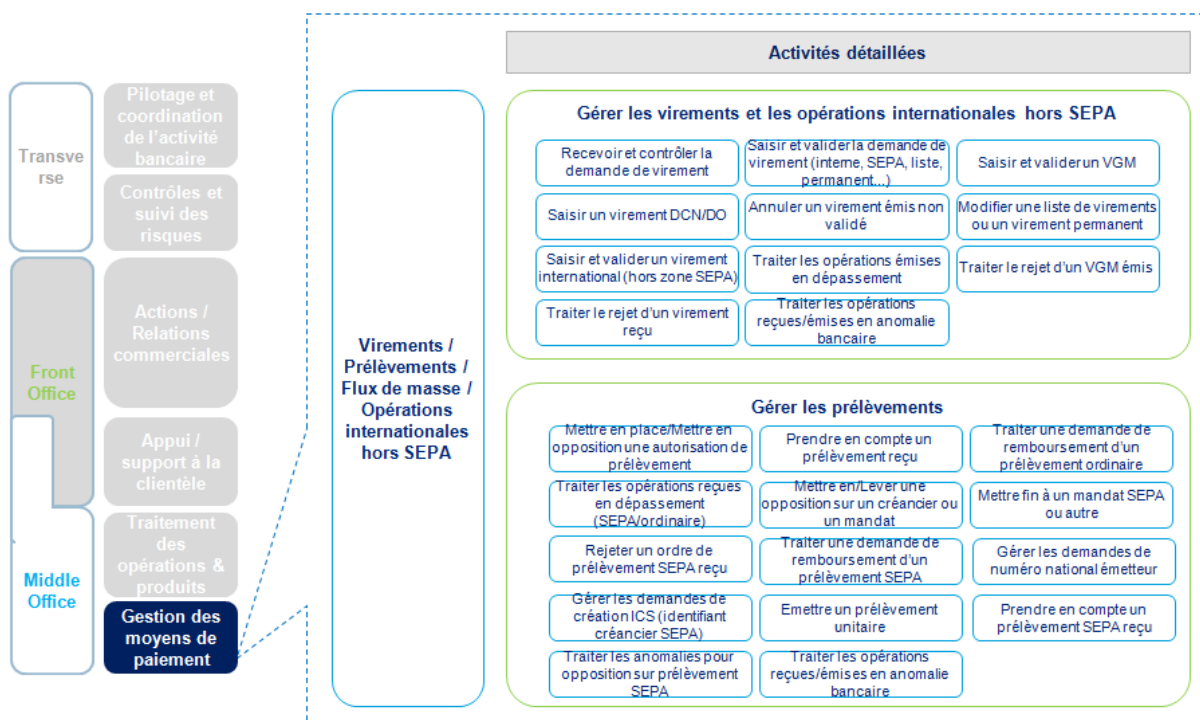 Activités détaillées
Transve
rse
Pilotage et
coordination
de l'activité
bancaire
Contrôles et
suivi des
risques
Front
Office
Actions /
Relations
commerciales
Appui /
support à la
clientèle
Middle
Office
Traitement
des
opérations &
produits
Gestion des
moyens de
paiement
Virements /
Prélèvements /
Flux de masse /
Opérations
internationales
hors SEPA
Gérer les virements et les opérations internationales hors SEPA
Recevoir et contrôler la
demande de virement
Saisir et valider la demande de
virement (interne, SEPA, liste,
permanent...)
Saisir et valider un VGM
Saisir un virement DCN/DO
Annuler un virement émis non
validé
Modifier une liste de virements
ou un virement permanent
Saisir et valider un virement
international (hors zone SEPA)
Traiter les opérations émises
en dépassement
Traiter le rejet d'un VGM émis
Traiter le rejet d'un virement
reçu
Traiter les opérations
reçues/émises en anomalie
bancaire
Gérer les prélèvements
Mettre en place/Mettre en
opposition une autorisation de
prélèvement
Prendre en compte un
prélèvement reçu
Traiter une demande de
remboursement d'un
prélèvement ordinaire
Traiter les opérations reçues
en dépassement
(SEPA/ordinaire)
Mettre en/Lever une
opposition sur un créancier ou
un mandat
Mettre fin à un mandat SEPA
ou autre
Rejeter un ordre de
prélèvement SEPA reçu
Traiter une demande de
remboursement d'un
prélèvement SEPA
Gérer les demandes de
numéro national émetteur
Gérer les demandes de
création ICS (identifiant
créancier SEPA)
Emettre un prélèvement
unitaire
Prendre en compte un
prélèvement SEPA reçu
Traiter les anomalies pour
opposition sur prélèvement
SEPA
Traiter les opérations
reçues/émises en anomalie
bancaire